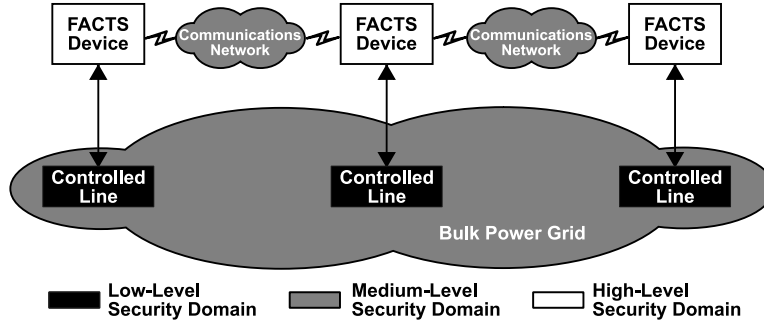 FACTS
Device
Communications
Network
FACTS
Device
Communications
Network
FACTS
Device
Controlled
Line
Controlled
Line
Controlled
Line
Bulk Power Grid
Low-Level
Security Domain
Medium-Level
Security Domain
High-Level
Security Domain